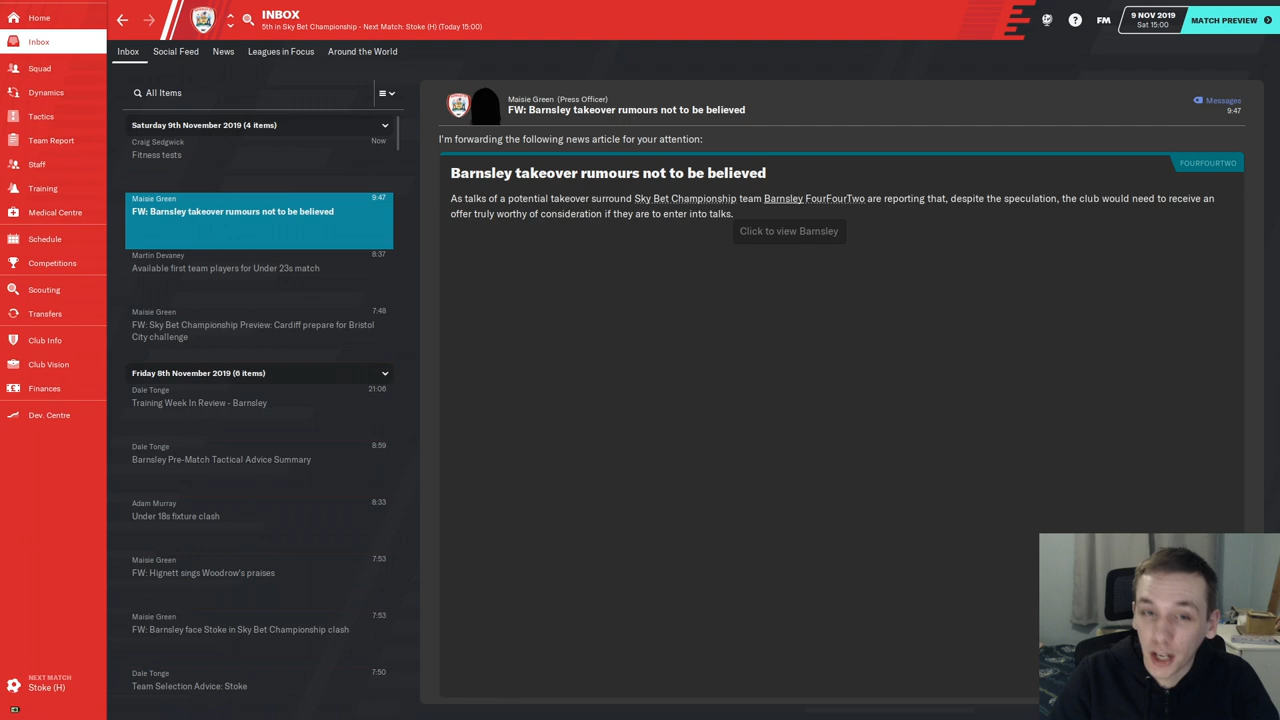 Home
Inbox
Squad
Dynamics
Tactics
Team Report
Staff
Training
Medical Centre
Schedule
Competitions
Scouting
Transfers
Club Info
Club Vision
Finances
Dev. Centre
NEXT MATCH
Stoke (H)
INBOX
5th in Sky Bet Championship - Next Match: Stoke (H) (Today 15:00)
FM
9 NOV 2019
Sat 15:00
MATCH PREVIEW
Inbox
Social Feed
News
Leagues in Focus
Around the World
All Items
Saturday 9th November 2019 (4 items)
Craig Sedgwick
Now
Fitness tests
Maisie Green
9:47
FW: Barnsley takeover rumours not to be believed
Martin Devaney
8:37
Available first team players for Under 23s match
Maisie Green
7:48
FW: Sky Bet Championship Preview: Cardiff prepare for Bristol
City challenge
Friday 8th November 2019 (6 items)
Dale Tonge
21:06
Training Week In Review - Barnsley
Dale Tonge
8:59
Barnsley Pre-Match Tactical Advice Summary
Adam Murray
8:33
Under 18s fixture clash
Maisie Green
7:53
FW: Hignett sings Woodrow's praises
Maisie Green
7:53
FW: Barnsley face Stoke in Sky Bet Championship clash
Dale Tonge
7:50
Team Selection Advice: Stoke
Maisie Green (Press Officer)
FW: Barnsley takeover rumours not to be believed
Messages
9:47
I'm forwarding the following news article for your attention:
FOURFOURTWO
Barnsley takeover rumours not to be believed
As talks of a potential takeover surround Sky Bet Championship team Barnsley FourFourTwo are reporting that, despite the speculation, the club would need to receive an
offer truly worthy of consideration if they are to enter into talks.
Click to view Barnsley